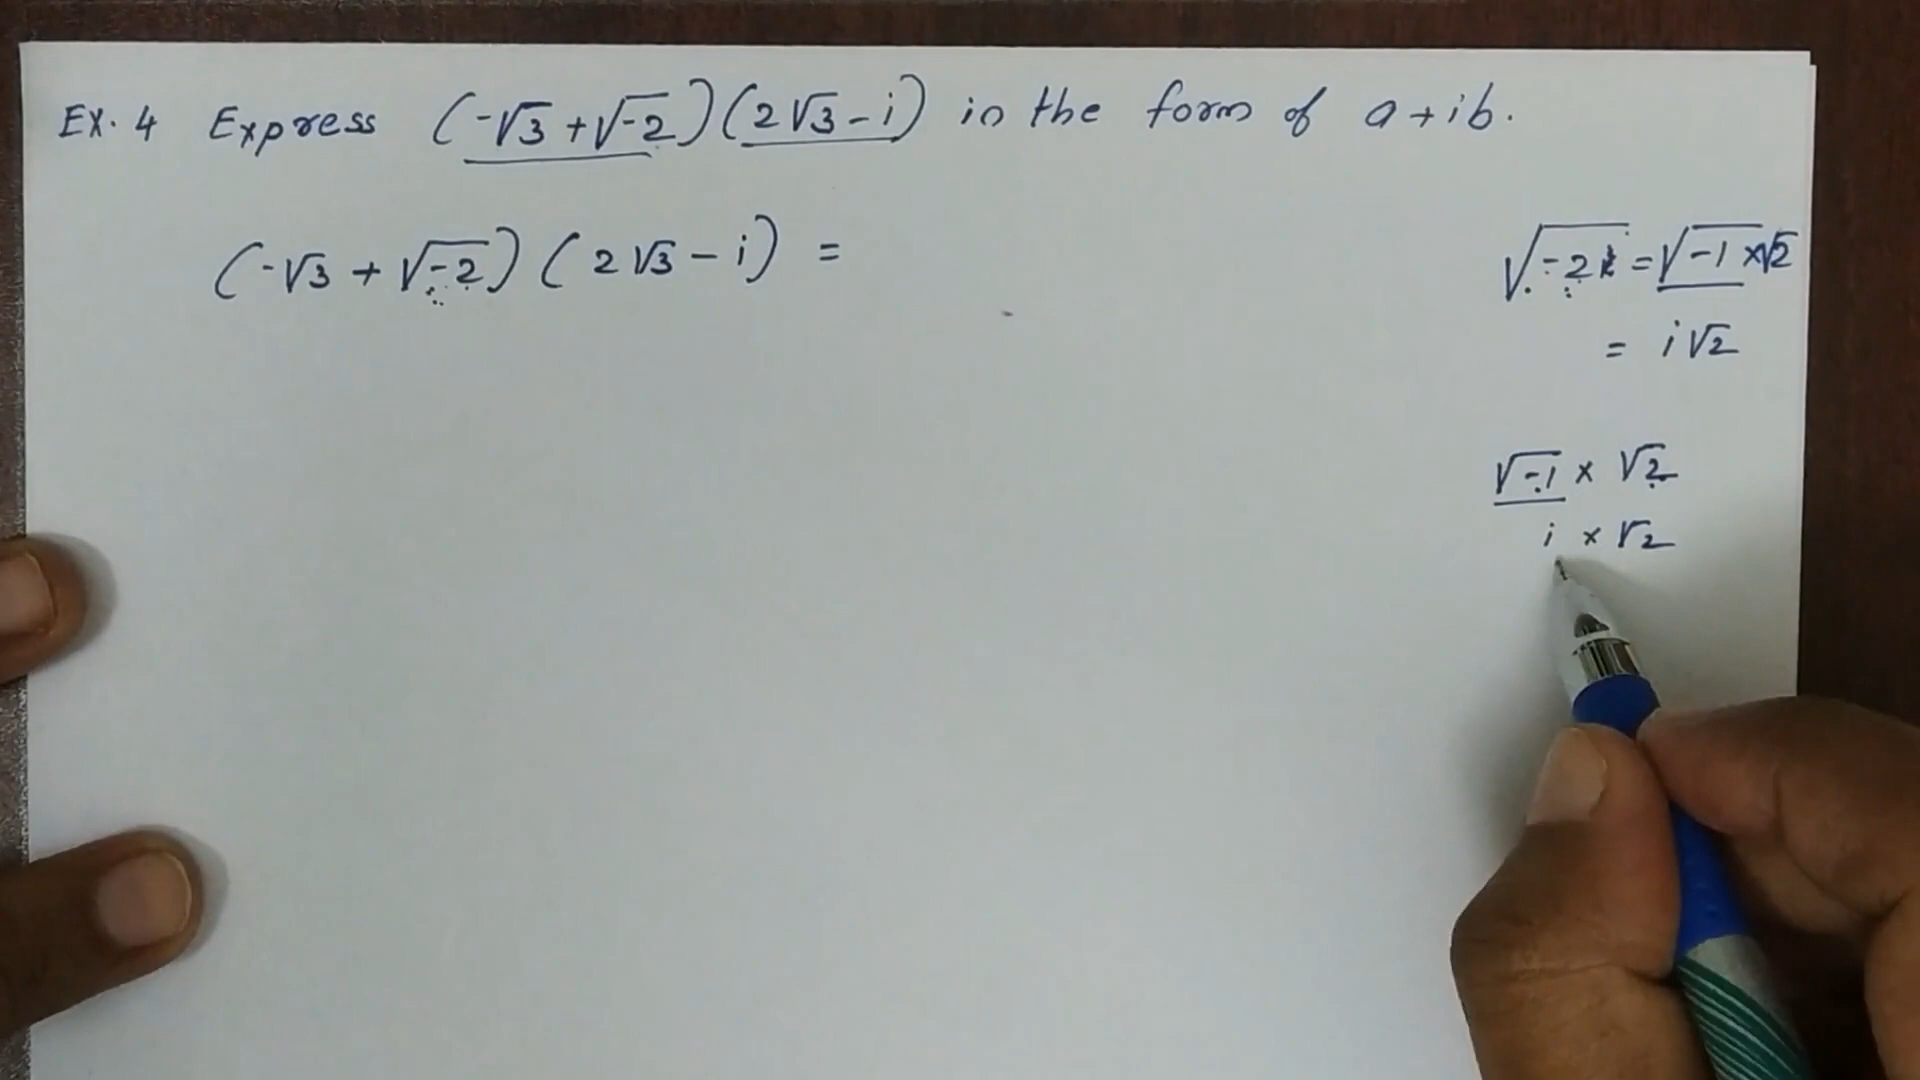 EX. 4 Express (-√3 + √-2) (2√3 - i) in the form of a + ib.
(-√3 + √-2) (2√3 - i) =
√-2 = √-1 × √2
= i√2
√-1 × √2
i × √2